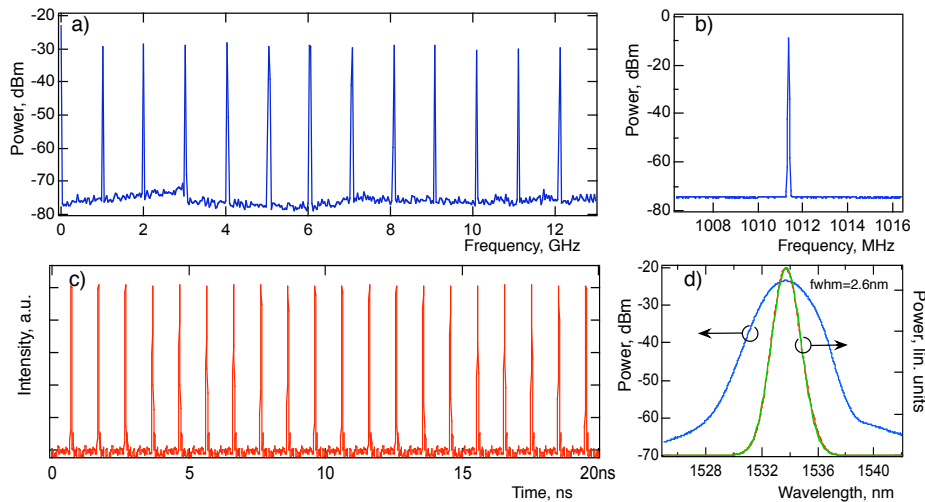 a)
Power, dBm
-20
-30
-40
-50
-60
-70
-80
0 2 4 6 8 10 12
Frequency, GHz
b)
Power, dBm
0
-20
-40
-60
-80
1008 1010 1012 1014 1016
Frequency, MHz
c)
Intensity, a.u.
0 5 10 15 20ns
Time, ns
d)
fwhm=2.6nm
Power, dBm
-20
-30
-40
-50
-60
-70
Power, lin. units
1528 1532 1536 1540
Wavelength, nm